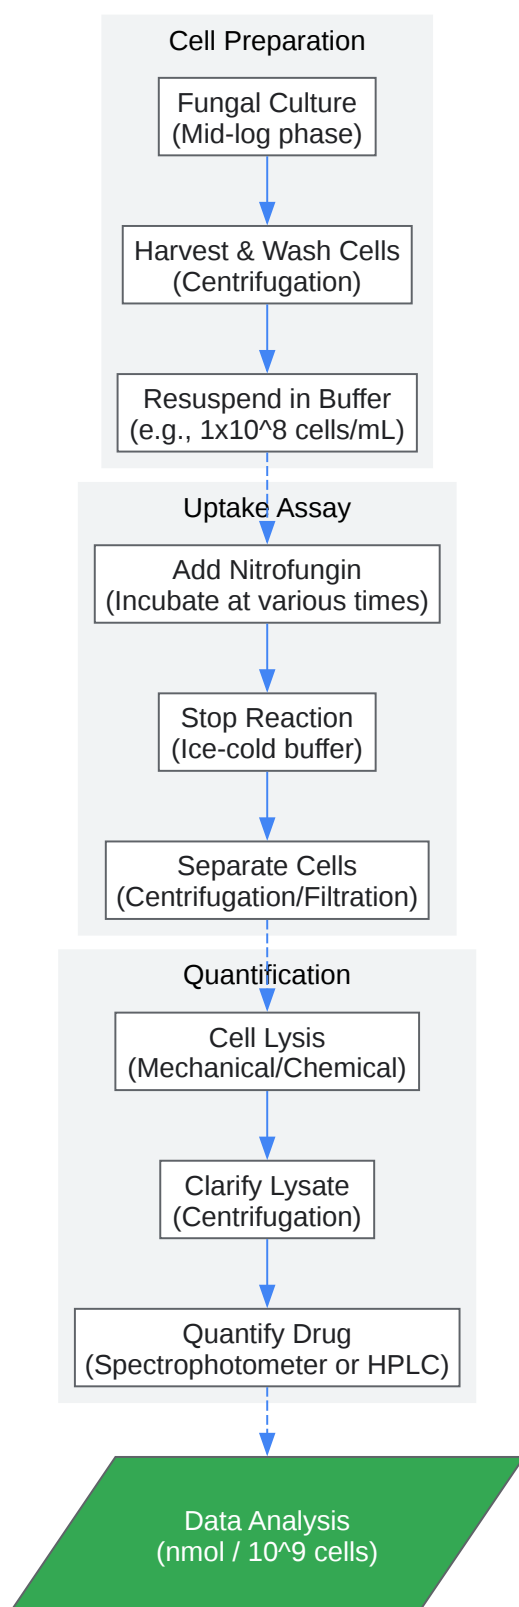 Cell Preparation
Fungal Culture
(Mid-log phase)
Harvest & Wash Cells
(Centrifugation)
Resuspend in Buffer
(e.g., 1x10^8 cells/mL)
Uptake Assay
Add Nitrofungin
(Incubate at various times)
Stop Reaction
(Ice-cold buffer)
Separate Cells
(Centrifugation/Filtration)
Quantification
Cell Lysis
(Mechanical/Chemical)
Clarify Lysate
(Centrifugation)
Quantify Drug
(Spectrophotometer or HPLC)
Data Analysis
(nmol / 10^9 cells)